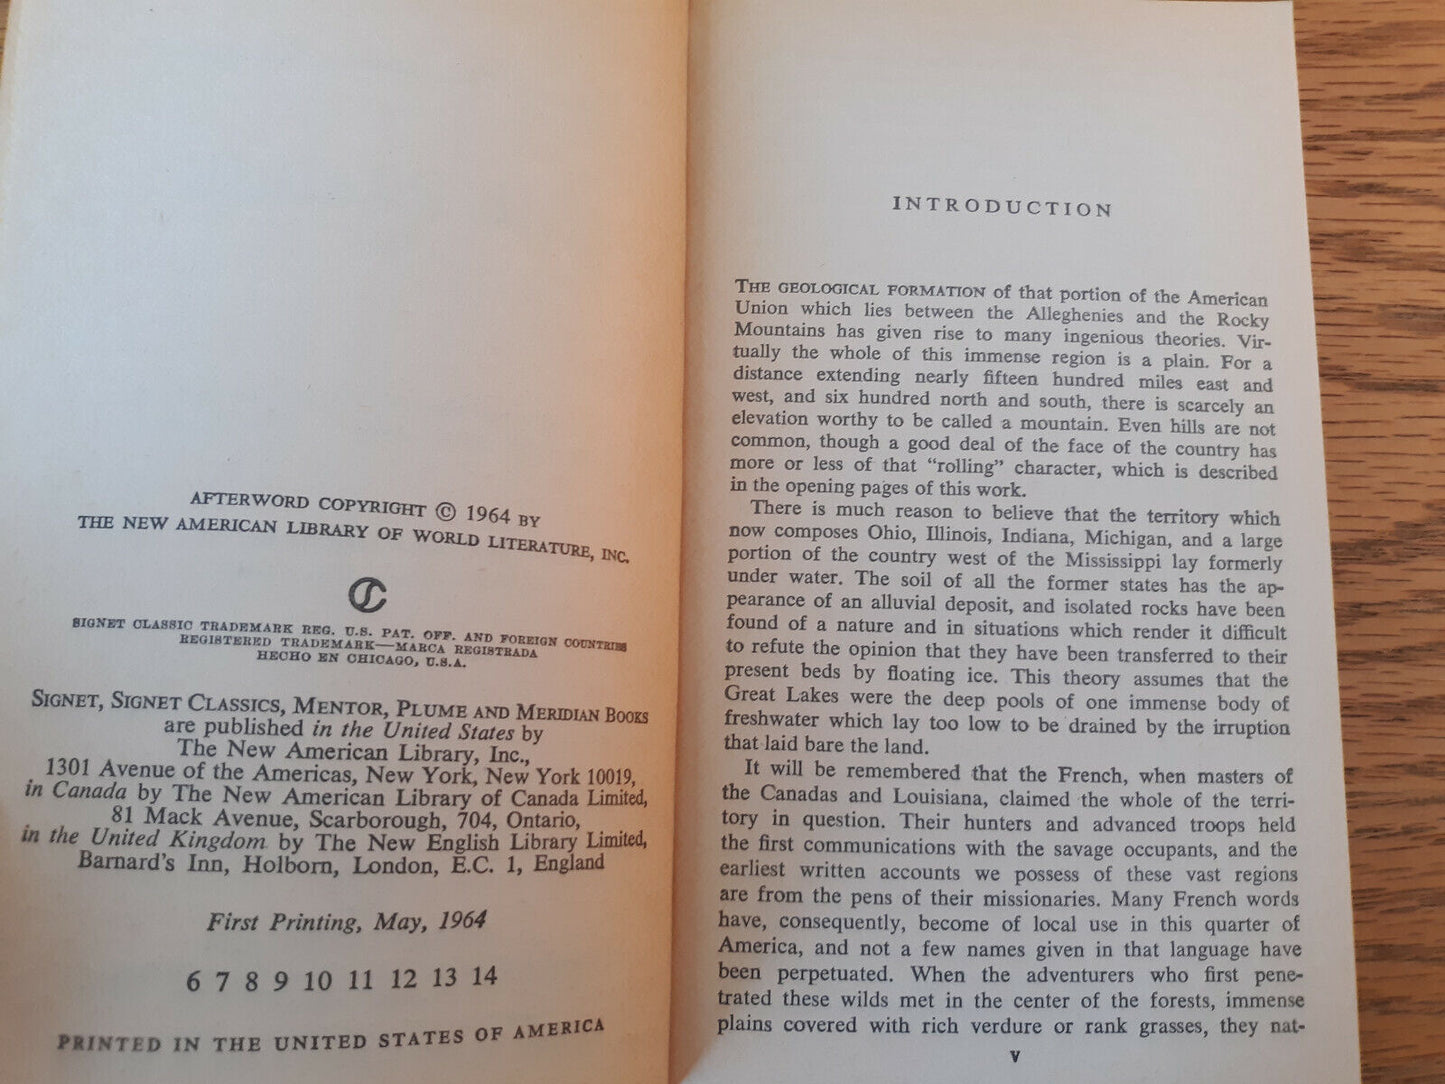 AFTERWORD COPYRIGHT © 1964 BY
THE NEW AMERICAN LIBRARY OF WORLD LITERATURE, INC.
SIGNET CLASSIC TRADEMARK REG. U.S. PAT. OFF. AND FOREIGN COUNTRIES
REGISTERED TRADEMARK—MARCA REGISTRADA
HECHO EN CHICAGO, U.S.A.
SIGNET, SIGNET CLASSICS, MENTOR, PLUME AND MERIDIAN BOOKS
are published in the United States by
The New American Library, Inc.,
1301 Avenue of the Americas, New York, New York 10019,
in Canada by The New American Library of Canada Limited,
81 Mack Avenue, Scarborough, 704, Ontario,
in the United Kingdom by The New English Library Limited,
Barnard's Inn, Holborn, London, E.C. 1, England
First Printing, May, 1964
6 7 8 9 10 11 12 13 14
PRINTED IN THE UNITED STATES OF AMERICA
INTRODUCTION
THE GEOLOGICAL FORMATION of that portion of the American
Union which lies between the Alleghenies and the Rocky
Mountains has given rise to many ingenious theories. Vir-
tually the whole of this immense region is a plain. For a
distance extending nearly fifteen hundred miles east and
west, and six hundred north and south, there is scarcely an
elevation worthy to be called a mountain. Even hills are not
common, though a good deal of the face of the country has
more or less of that “rolling” character, which is described
in the opening pages of this work.
There is much reason to believe that the territory which
now composes Ohio, Illinois, Indiana, Michigan, and a large
portion of the country west of the Mississippi lay formerly
under water. The soil of all the former states has the ap-
pearance of an alluvial deposit, and isolated rocks have been
found of a nature and in situations which render it difficult
to refute the opinion that they have been transferred to their
present beds by floating ice. This theory assumes that the
Great Lakes were the deep pools of one immense body of
freshwater which lay too low to be drained by the irruption
that laid bare the land.
It will be remembered that the French, when masters of
the Canadas and Louisiana, claimed the whole of the terri-
tory in question. Their hunters and advanced troops held
the first communications with the savage occupants, and the
earliest written accounts we possess of these vast regions
are from the pens of their missionaries. Many French words
have, consequently, become of local use in this quarter of
America, and not a few names given in that language have
been perpetuated. When the adventurers who first pene-
trated these wilds met in the center of the forests, immense
plains covered with rich verdure or rank grasses, they nat-
v